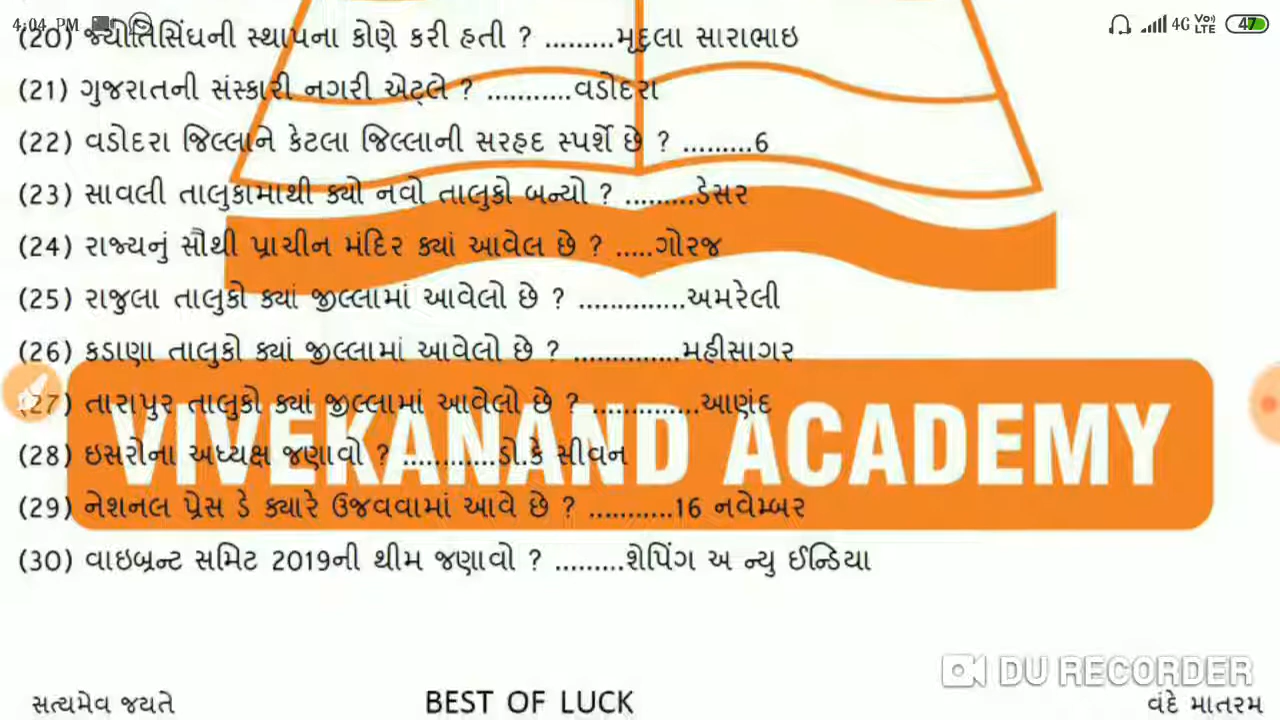 4:04 PM 4G Vo)) LTE 47
(20) જ્યોતિસિંઘની સ્થાપના કોણે કરી હતી ? .........મૃદુલા સારાભાઇ
(21) ગુજરાતની સંસ્કારી નગરી એટ્લે ? ...........વડોદરા
(22) વડોદરા જિલ્લાને કેટલા જિલ્લાની સરહદ સ્પર્શે છે ? .........6
(23) સાવલી તાલુકામાથી ક્યો નવો તાલુકો બન્યો ? .........ડેસર
(24) રાજ્યનું સૌથી પ્રાચીન મંદિર ક્યાં આવેલ છે ? .....ગોરજ
(25) રાજુલા તાલુકો ક્યાં જીલ્લામાં આવેલો છે ? ..............અમરેલી
(26) કડાણા તાલુકો ક્યાં જીલ્લામાં આવેલો છે ? ..............મહીસાગર
(27) તારાપુર તાલુકો ક્યાં જીલ્લામાં આવેલો છે ? ..............આણંદ
VIVEKANAND ACADEMY
(28) ઇસરોના અધ્યક્ષ જણાવો ? ............ડો.કે સીવન
(29) નેશનલ પ્રેસ ડે ક્યારે ઉજવવામાં આવે છે ? ...........16 નવેમ્બર
(30) વાઇબ્રન્ટ સમિટ 2019ની થીમ જણાવો ? .........શેપિંગ અ ન્યુ ઈન્ડિયા
DU RECORDER
સત્યમેવ જયતે BEST OF LUCK વંદે માતરમ